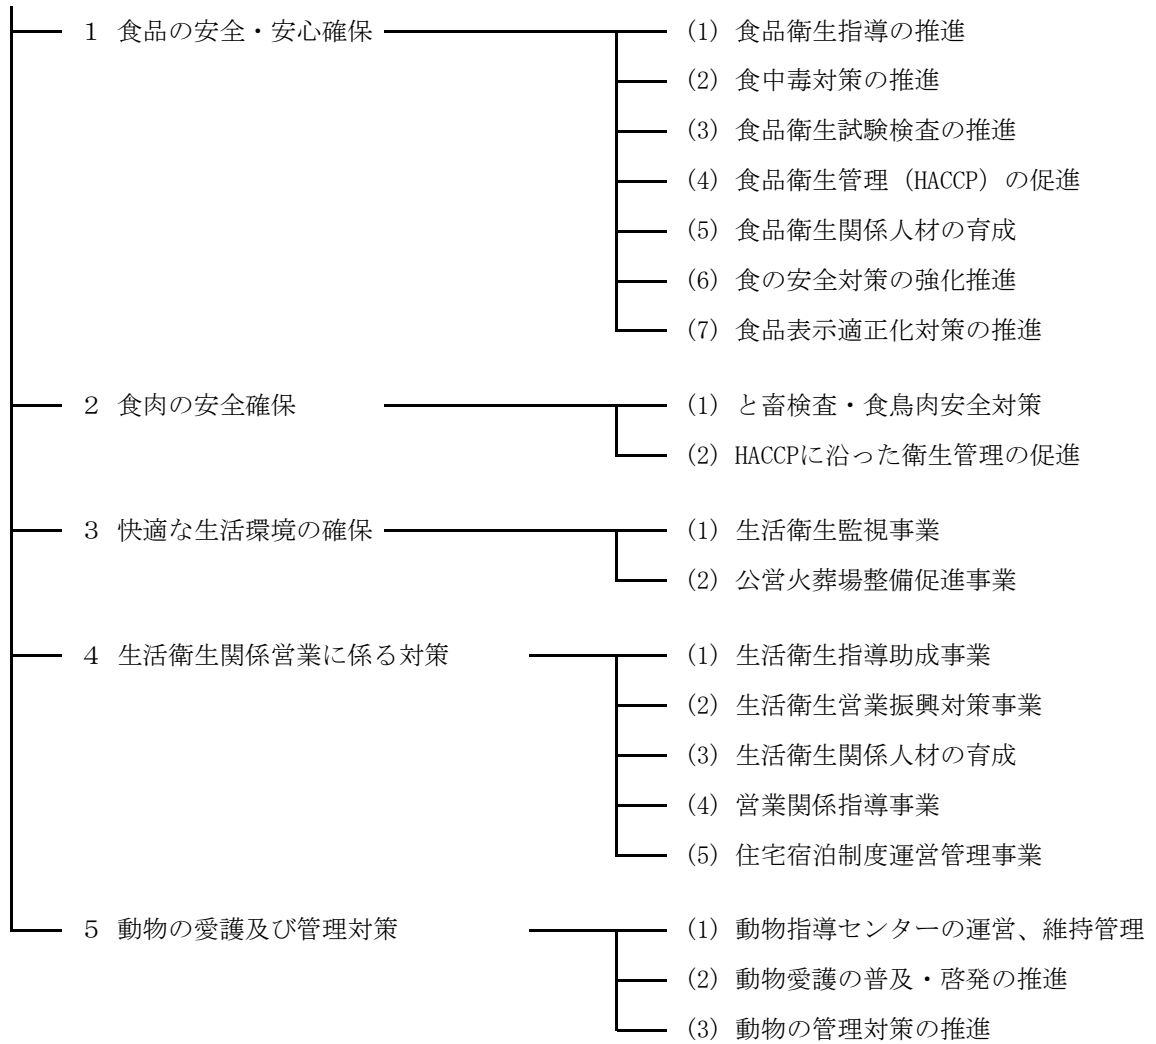 １ 食品の安全・安心確保 (1) 食品衛生指導の推進
(2) 食中毒対策の推進
(3) 食品衛生試験検査の推進
(4) 食品衛生管理（HACCP）の促進
(5) 食品衛生関係人材の育成
(6) 食の安全対策の強化推進
(7) 食品表示適正化対策の推進
２ 食肉の安全確保 (1) と畜検査・食鳥肉安全対策
(2) HACCPに沿った衛生管理の促進
３ 快適な生活環境の確保 (1) 生活衛生監視事業
(2) 公営火葬場整備促進事業
４ 生活衛生関係営業に係る対策 (1) 生活衛生指導助成事業
(2) 生活衛生営業振興対策事業
(3) 生活衛生関係人材の育成
(4) 営業関係指導事業
(5) 住宅宿泊制度運営管理事業
５ 動物の愛護及び管理対策 (1) 動物指導センターの運営、維持管理
(2) 動物愛護の普及・啓発の推進
(3) 動物の管理対策の推進